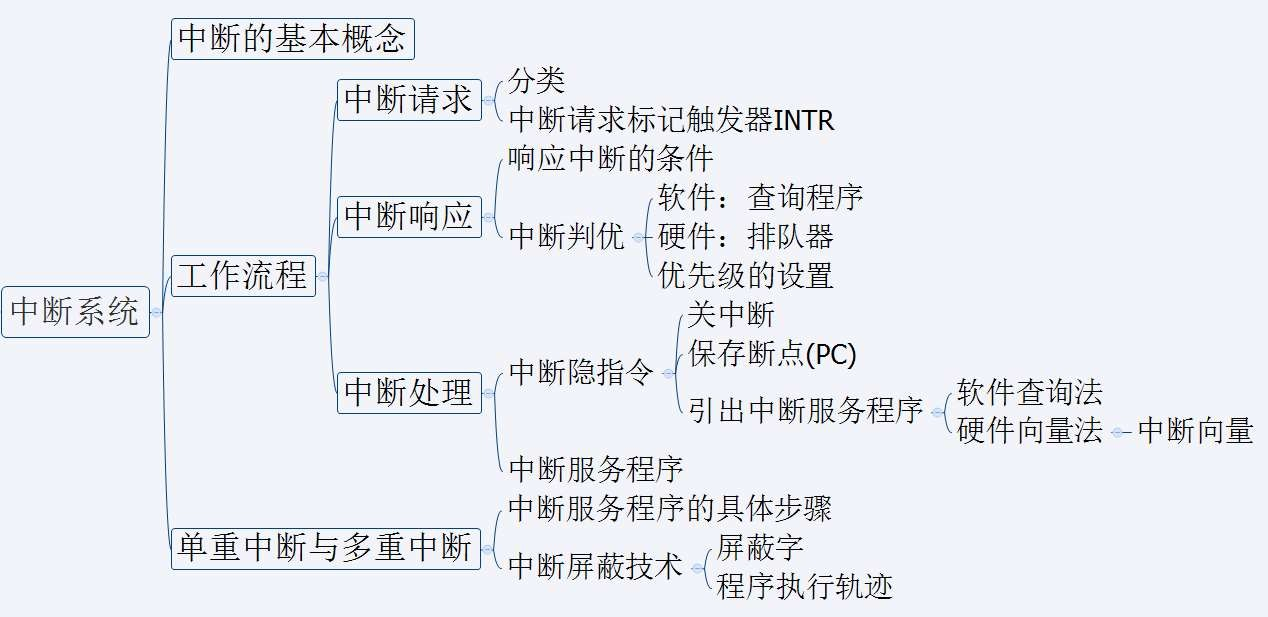 中断的基本概念
分类
中断请求
中断请求标记触发器INTR
响应中断的条件
软件：查询程序
中断响应
中断判优
硬件：排队器
工作流程
优先级的设置
中断系统
关中断
保存断点(PC)
中断隐指令
中断处理
引出中断服务程序
软件查询法
硬件向量法
中断向量
中断服务程序
中断服务程序的具体步骤
单重中断与多重中断
屏蔽字
中断屏蔽技术
程序执行轨迹